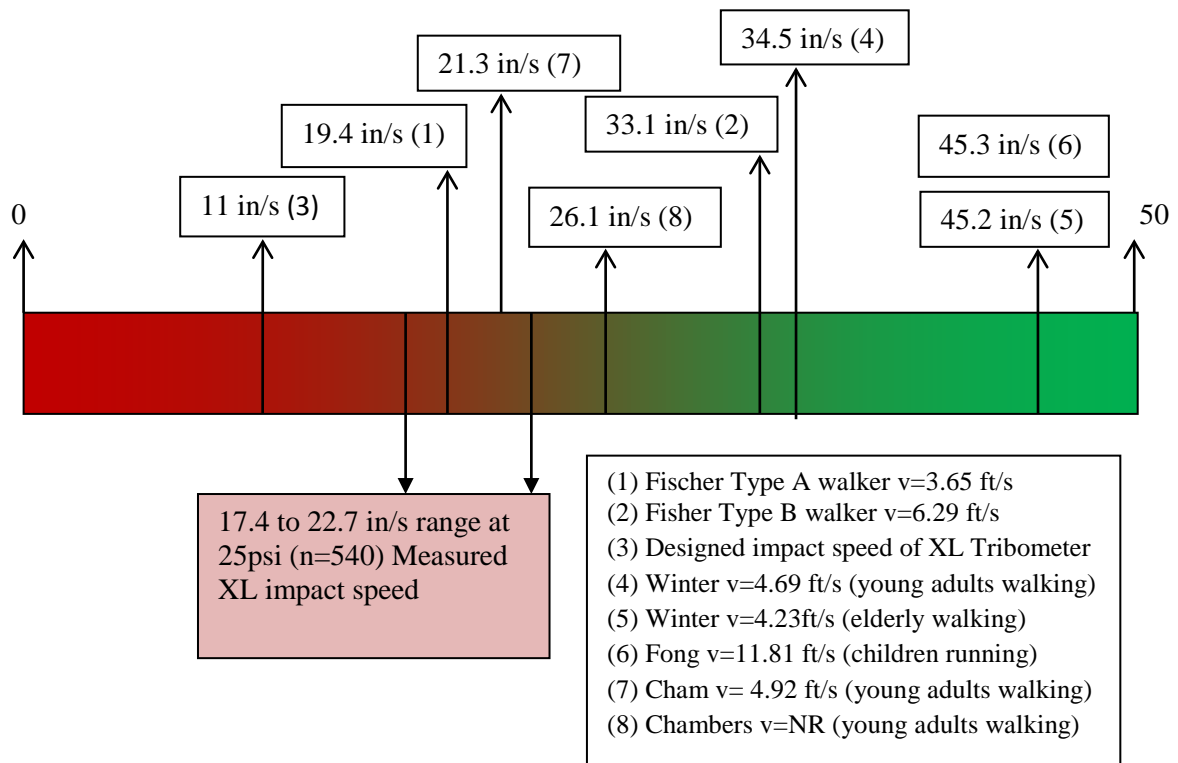 34.5 in/s (4)
21.3 in/s (7)
33.1 in/s (2)
19.4 in/s (1)
45.3 in/s (6)
11 in/s (3)
26.1 in/s (8)
45.2 in/s (5)
0
50
17.4 to 22.7 in/s range at
25psi (n=540) Measured
XL impact speed
(1) Fischer Type A walker v=3.65 ft/s
(2) Fisher Type B walker v=6.29 ft/s
(3) Designed impact speed of XL Tribometer
(4) Winter v=4.69 ft/s (young adults walking)
(5) Winter v=4.23ft/s (elderly walking)
(6) Fong v=11.81 ft/s (children running)
(7) Cham v= 4.92 ft/s (young adults walking)
(8) Chambers v=NR (young adults walking)